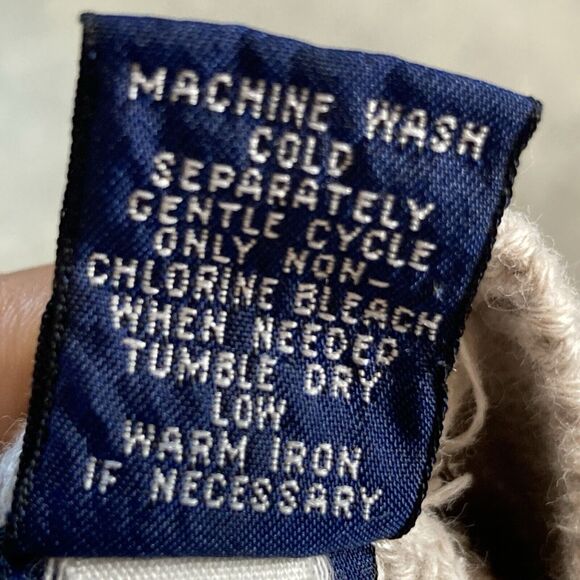 MACHINE WASH
COLD
SEPARATELY
GENTLE CYCLE
ONLY NON-
CHLORINE BLEACH
WHEN NEEDED
TUMBLE DRY
LOW
WARM IRON
IF NECESSARY